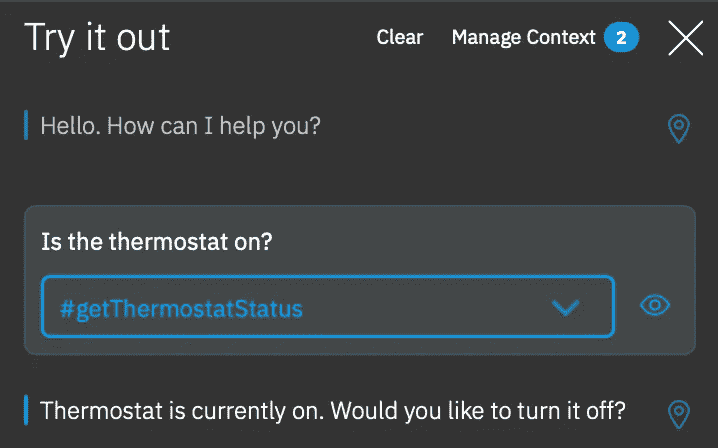 Try it out Clear Manage Context 2
Hello. How can I help you?
Is the thermostat on?
#getThermostatStatus
Thermostat is currently on. Would you like to turn it off?